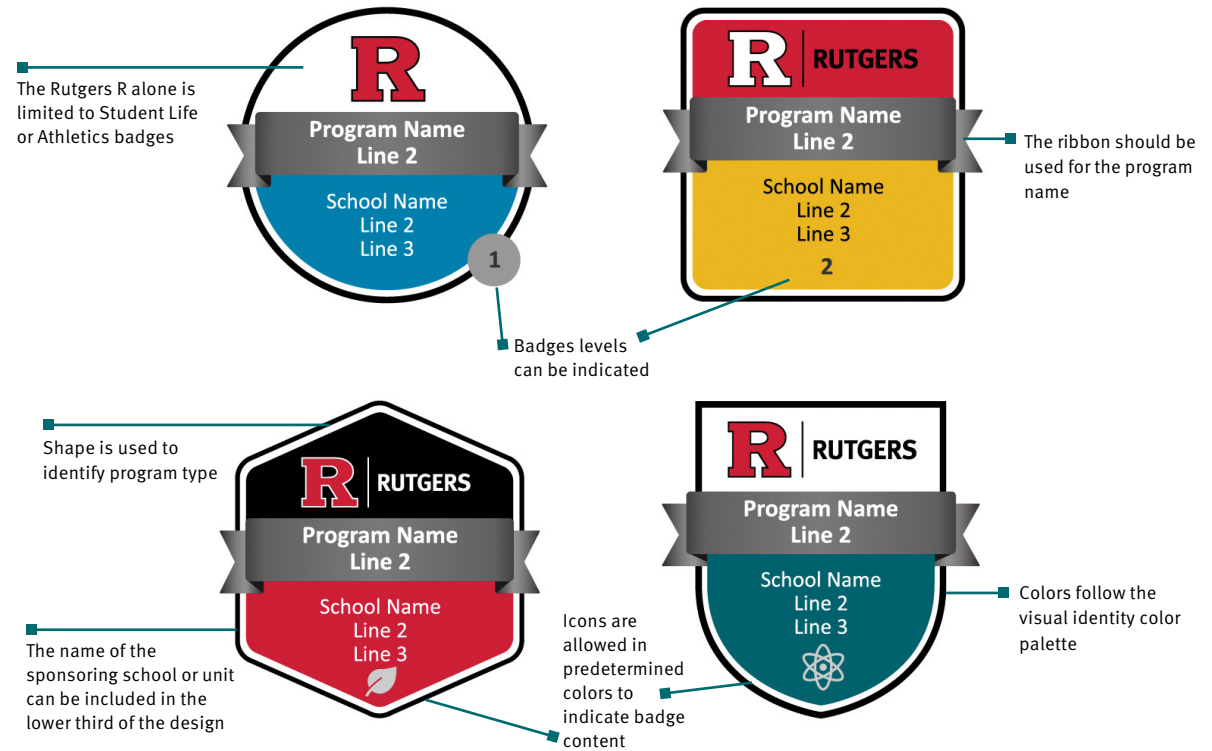 R
The Rutgers R alone is
limited to Student Life
or Athletics badges
Program Name
Line 2
School Name
Line 2
Line 3
1
R RUTGERS
Program Name
Line 2
School Name
Line 2
Line 3
2
The ribbon should be
used for the program
name
Badges levels
can be indicated
Shape is used to
identify program type
R RUTGERS
Program Name
Line 2
School Name
Line 2
Line 3
The name of the
sponsoring school or unit
can be included in the
lower third of the design
Icons are
allowed in
predetermined
colors to
indicate badge
content
R RUTGERS
Program Name
Line 2
School Name
Line 2
Line 3
Colors follow the
visual identity color
palette